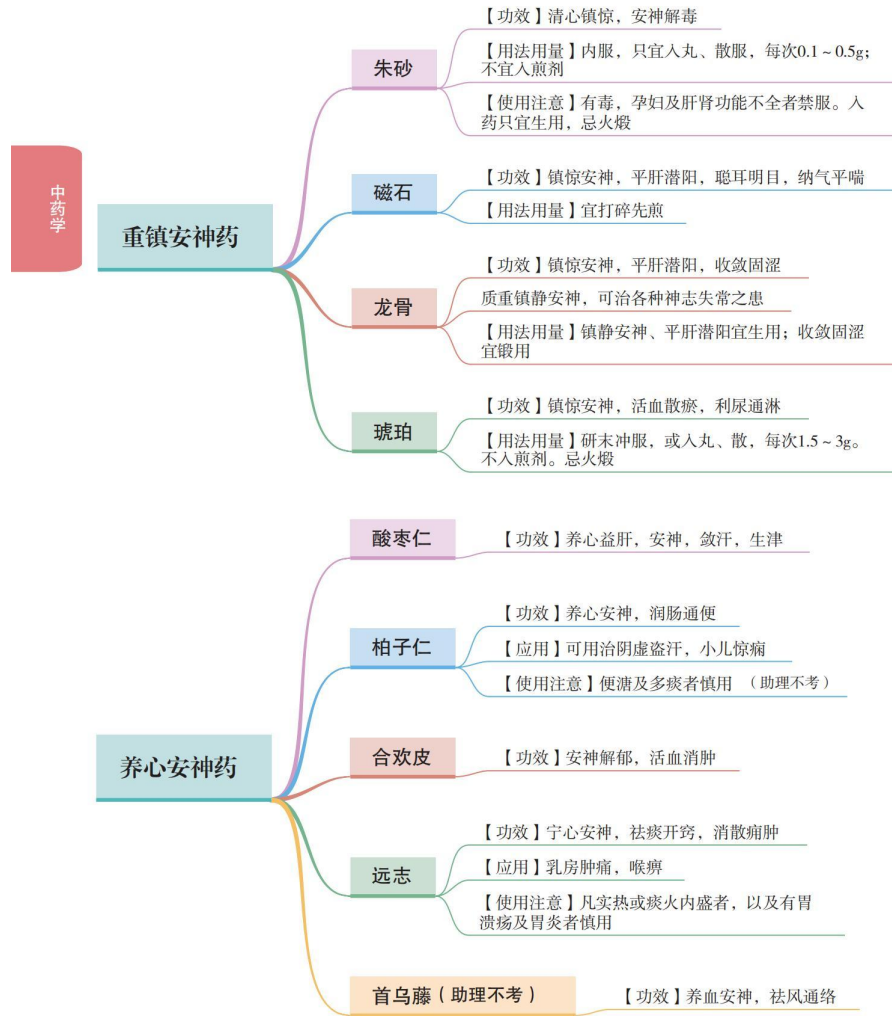 中药学
重镇安神药
朱砂
【功效】清心镇惊，安神解毒
【用法用量】内服，只宜入丸、散服，每次0.1～0.5g；
不宜入煎剂
【使用注意】有毒，孕妇及肝肾功能不全者禁服。入
药只宜生用，忌火煅
磁石
【功效】镇惊安神，平肝潜阳，聪耳明目，纳气平喘
【用法用量】宜打碎先煎
龙骨
【功效】镇惊安神，平肝潜阳，收敛固涩
质重镇静安神，可治各种神志失常之患
【用法用量】镇静安神、平肝潜阳宜生用；收敛固涩
宜锻用
琥珀
【功效】镇惊安神，活血散瘀，利尿通淋
【用法用量】研末冲服，或入丸、散，每次1.5～3g。
不入煎剂。忌火煅
养心安神药
酸枣仁
【功效】养心益肝，安神，敛汗，生津
柏子仁
【功效】养心安神，润肠通便
【应用】可用治阴虚盗汗，小儿惊痫
【使用注意】便溏及多痰者慎用 （助理不考）
合欢皮
【功效】安神解郁，活血消肿
远志
【功效】宁心安神，祛痰开窍，消散痈肿
【应用】乳房肿痛，喉痹
【使用注意】凡实热或痰火内盛者，以及有胃
溃疡及胃炎者慎用
首乌藤（助理不考）
【功效】养血安神，祛风通络